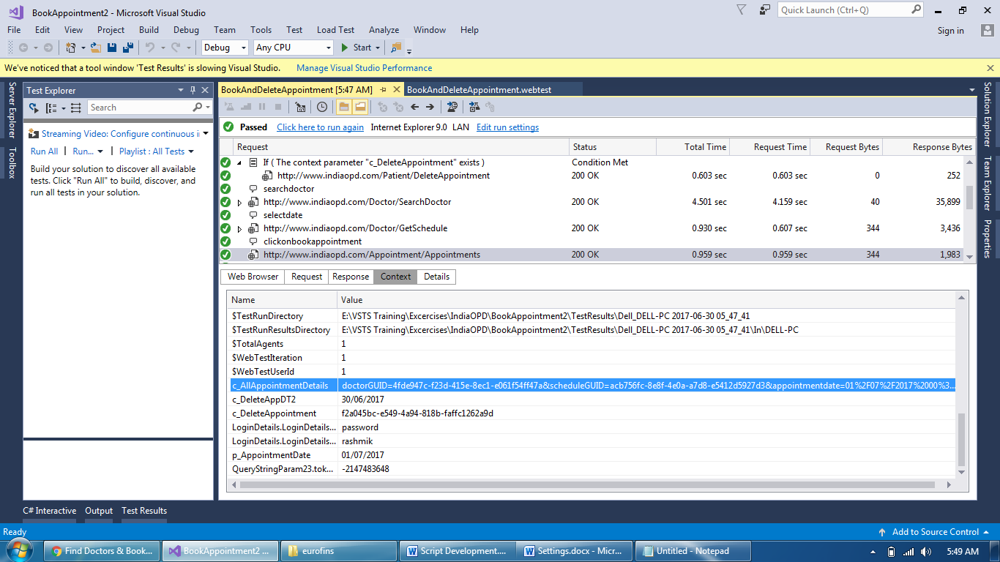 BookAppointment2 - Microsoft Visual Studio
Quick Launch (Ctrl+Q)
File Edit View Project Build Debug Team Tools Test Load Test Analyze Window Help
Sign in
Debug Any CPU Start
We've noticed that a tool window 'Test Results' is slowing Visual Studio. Manage Visual Studio Performance
Server Explorer
Toolbox
Test Explorer
Search
Streaming Video: Configure continuous i
Run All Run... Playlist : All Tests
Build your solution to discover all available
tests. Click "Run All" to build, discover, and
run all tests in your solution.
BookAndDeleteAppointment [5:47 AM] BookAndDeleteAppointment.webtest
Passed Click here to run again Internet Explorer 9.0 LAN Edit run settings
Request Status Total Time Request Time Request Bytes Response Bytes
If ( The context parameter "c_DeleteAppointment" exists ) Condition Met
http://www.indiaopd.com/Patient/DeleteAppointment 200 OK 0.603 sec 0.603 sec 0 252
searchdoctor
http://www.indiaopd.com/Doctor/SearchDoctor 200 OK 4.501 sec 4.159 sec 40 35,899
selectdate
http://www.indiaopd.com/Doctor/GetSchedule 200 OK 0.930 sec 0.607 sec 344 3,436
clickonbookappointment
http://www.indiaopd.com/Appointment/Appointments 200 OK 0.959 sec 0.959 sec 344 1,983
Web Browser Request Response Context Details
Name Value
$TestRunDirectory E:\VSTS Training\Excercises\IndiaOPD\BookAppointment2\TestResults\Dell_DELL-PC 2017-06-30 05_47_41
$TestRunResultsDirectory E:\VSTS Training\Excercises\IndiaOPD\BookAppointment2\TestResults\Dell_DELL-PC 2017-06-30 05_47_41\In\DELL-PC
$TotalAgents 1
$WebTestIteration 1
$WebTestUserId 1
c_AllAppointmentDetails doctorGUID=4fde947c-f23d-415e-8ec1-e061f54ff47a&scheduleGUID=acb756fc-8e8f-4e0a-a7d8-e5412d5927d3&appointmentdate=01%2F07%2F2017%2000%3...
c_DeleteAppDT2 30/06/2017
c_DeleteAppointment f2a045bc-e549-4a94-818b-faffc1262a9d
LoginDetails.LoginDetails... password
LoginDetails.LoginDetails... rashmik
p_AppointmentDate 01/07/2017
QueryStringParam23.tok... -2147483648
Solution Explorer
Team Explorer
Properties
C# Interactive Output Test Results
Ready
Add to Source Control
Find Doctors & Book... BookAppointment2 ... eurofins Script Development.... Settings.docx - Micr... Untitled - Notepad 5:49 AM